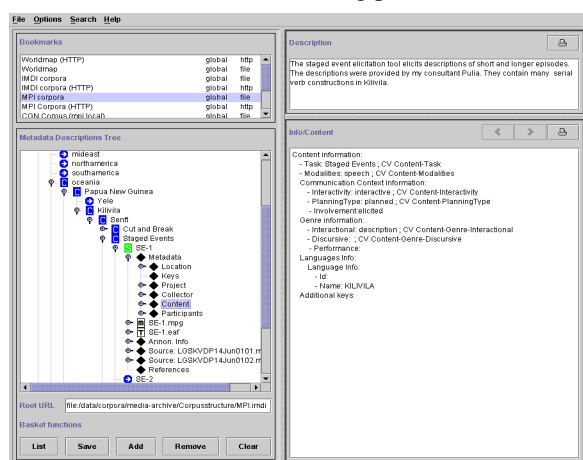 File Options Search Help
Bookmarks
Worldmap (HTTP) global http
Worldmap global file
IMDI corpora global file
IMDI corpora (HTTP) global http
MPI corpora global file
MPI Corpora (HTTP) global http
CGN Corpus (mpi local) global file
Metadata Descriptions Tree
mideast
northamerica
southamerica
C oceania
C Papua New Guinea
Yele
C Kilivila
C Senft
C Cut and Break
C Staged Events
S SE-1
Metadata
Location
Keys
Project
Collector
Content
Participants
m SE-1.mpg
T SE-1.eaf
Annon. Info
Source: LGSKVDP14Jun0101.m
Source: LGSKVDP14Jun0102.m
References
SE-2
Root URL file:/data/corpora/media-archive/Corpusstructure/MPI.imdi
Basket functions
List Save Add Remove Clear
Description
The staged event elicitation tool elicits descriptions of short and longer episodes.
The descriptions were provided by my consultant Pulia. They contain many serial
verb constructions in Kilivila.
Info/Content
Content information:
- Task: Staged Events ; CV Content-Task
- Modalities: speech ; CV Content-Modalities
Communication Context information:
- Interactivity: interactive ; CV Content-Interactivity
- PlanningType: planned ; CV Content-PlanningType
- Involvement:elicited
Genre information:
- Interactional: description ; CV Content-Genre-Interactional
- Discursive: ; CV Content-Genre-Discursive
- Performance:
Languages Info:
Language Info:
- Id:
- Name: KILIVILA
Additional keys: